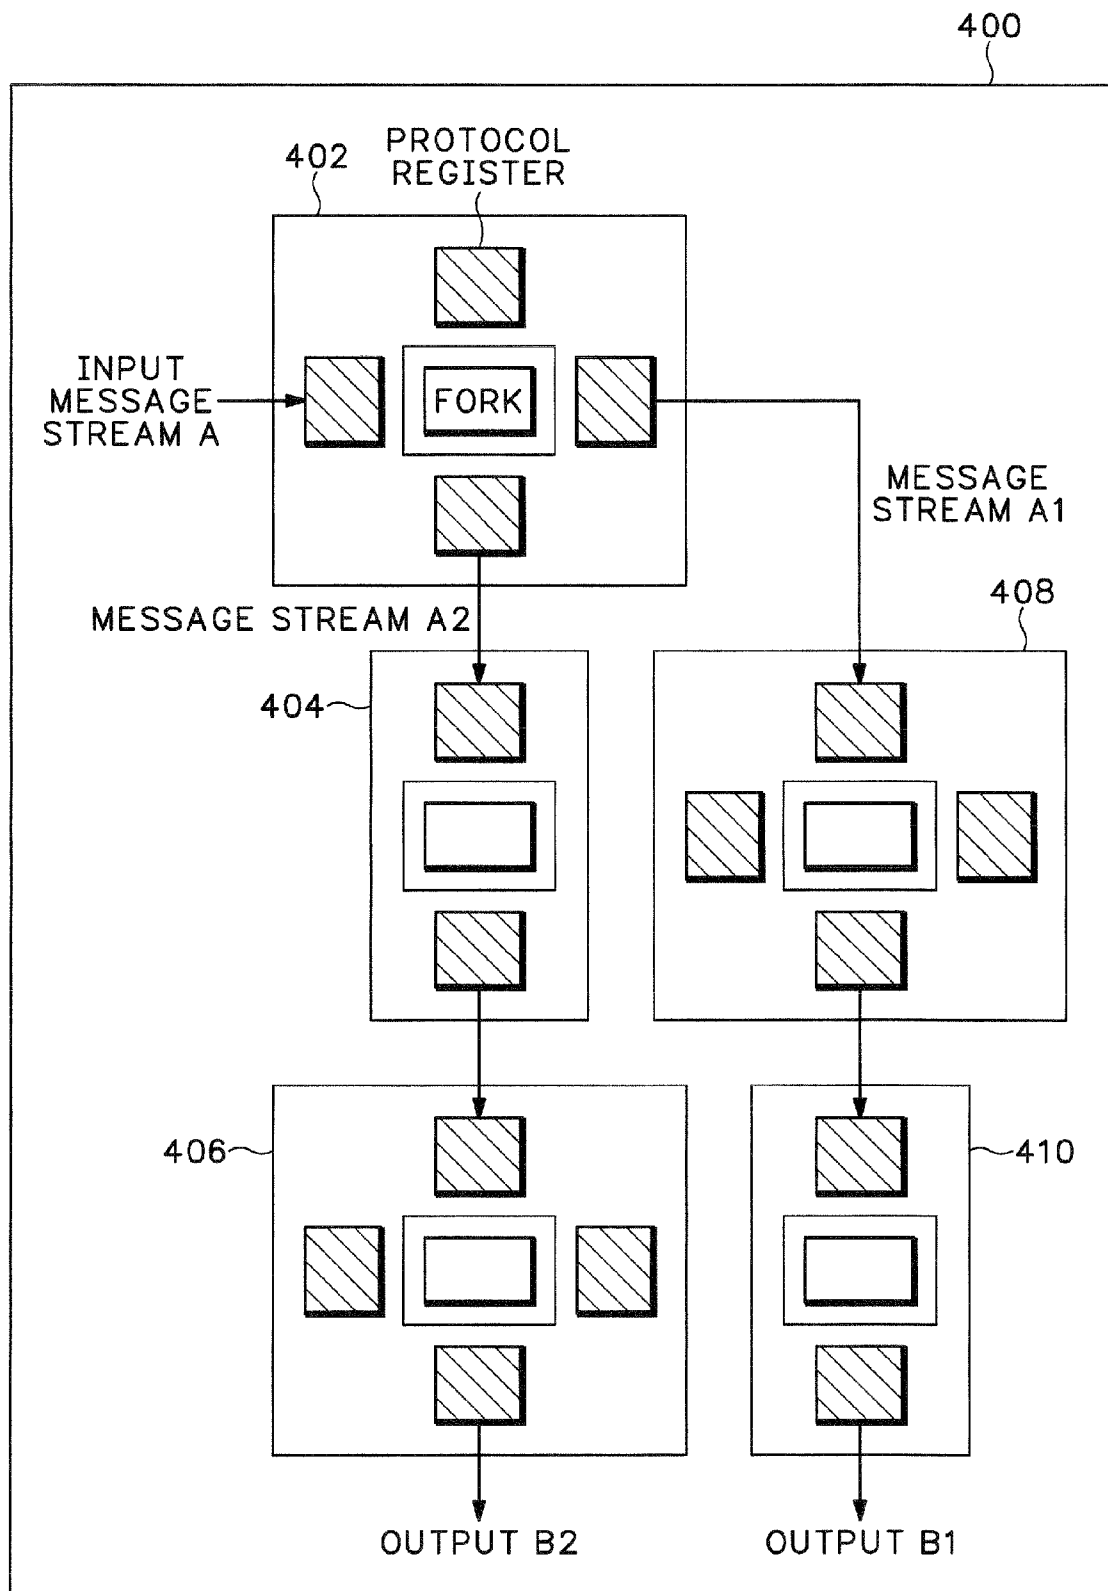 400
PROTOCOL
REGISTER
402
INPUT
MESSAGE
STREAM A
FORK
MESSAGE
STREAM A1
MESSAGE STREAM A2
408
404
406
410
OUTPUT B2
OUTPUT B1